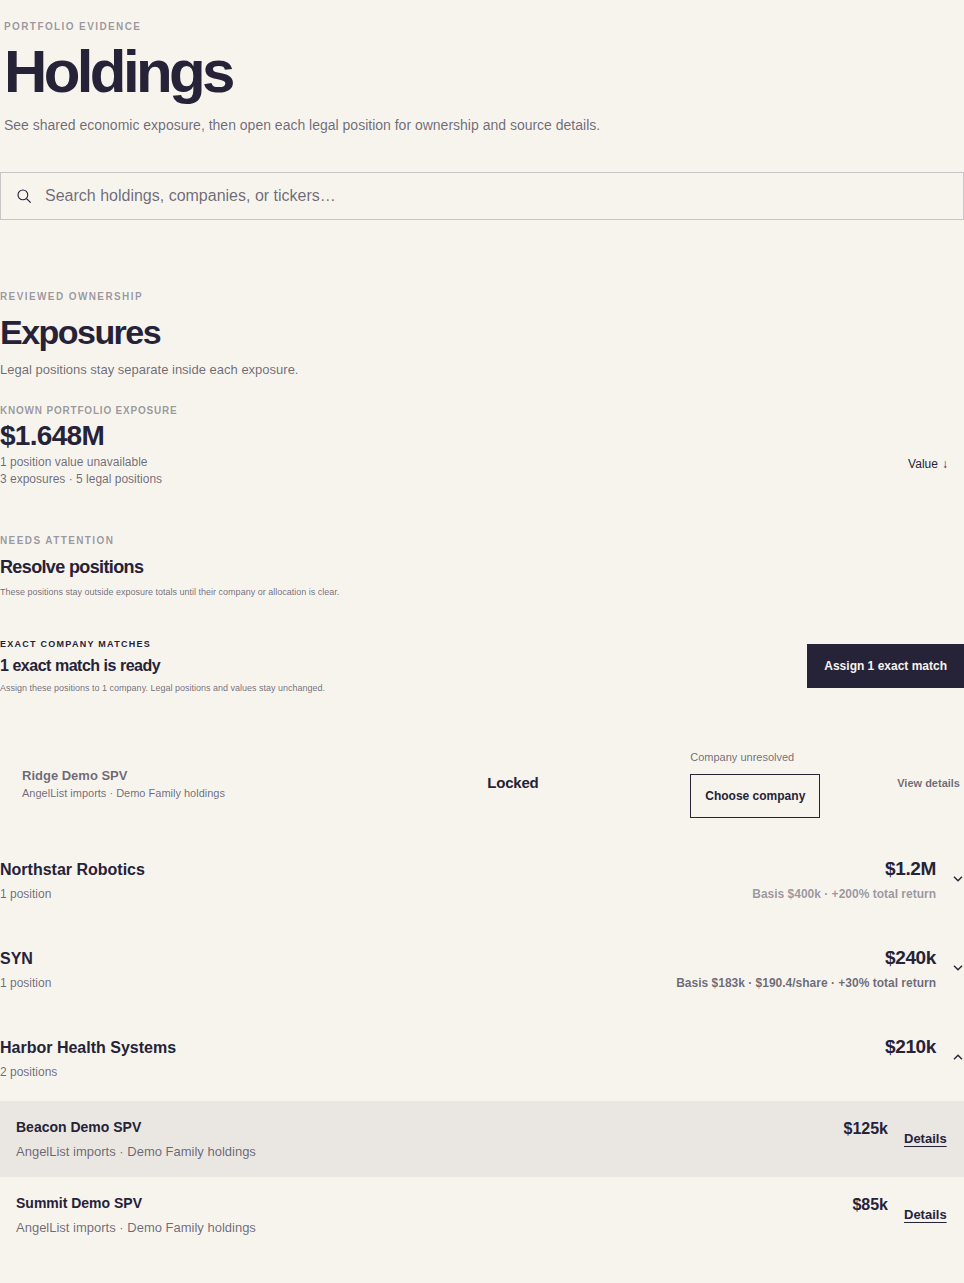 PORTFOLIO EVIDENCE
Holdings
See shared economic exposure, then open each legal position for ownership and source details.
Search holdings, companies, or tickers…
REVIEWED OWNERSHIP
Exposures
Legal positions stay separate inside each exposure.
KNOWN PORTFOLIO EXPOSURE
$1.648M
1 position value unavailable
Value ↓
3 exposures · 5 legal positions
NEEDS ATTENTION
Resolve positions
These positions stay outside exposure totals until their company or allocation is clear.
EXACT COMPANY MATCHES
1 exact match is ready
Assign 1 exact match
Assign these positions to 1 company. Legal positions and values stay unchanged.
Company unresolved
Ridge Demo SPV
Locked
View details
AngelList imports · Demo Family holdings
Choose company
Northstar Robotics
$1.2M
1 position
Basis $400k · +200% total return
SYN
$240k
1 position
Basis $183k · $190.4/share · +30% total return
Harbor Health Systems
$210k
2 positions
Beacon Demo SPV
$125k
Details
AngelList imports · Demo Family holdings
Summit Demo SPV
$85k
Details
AngelList imports · Demo Family holdings